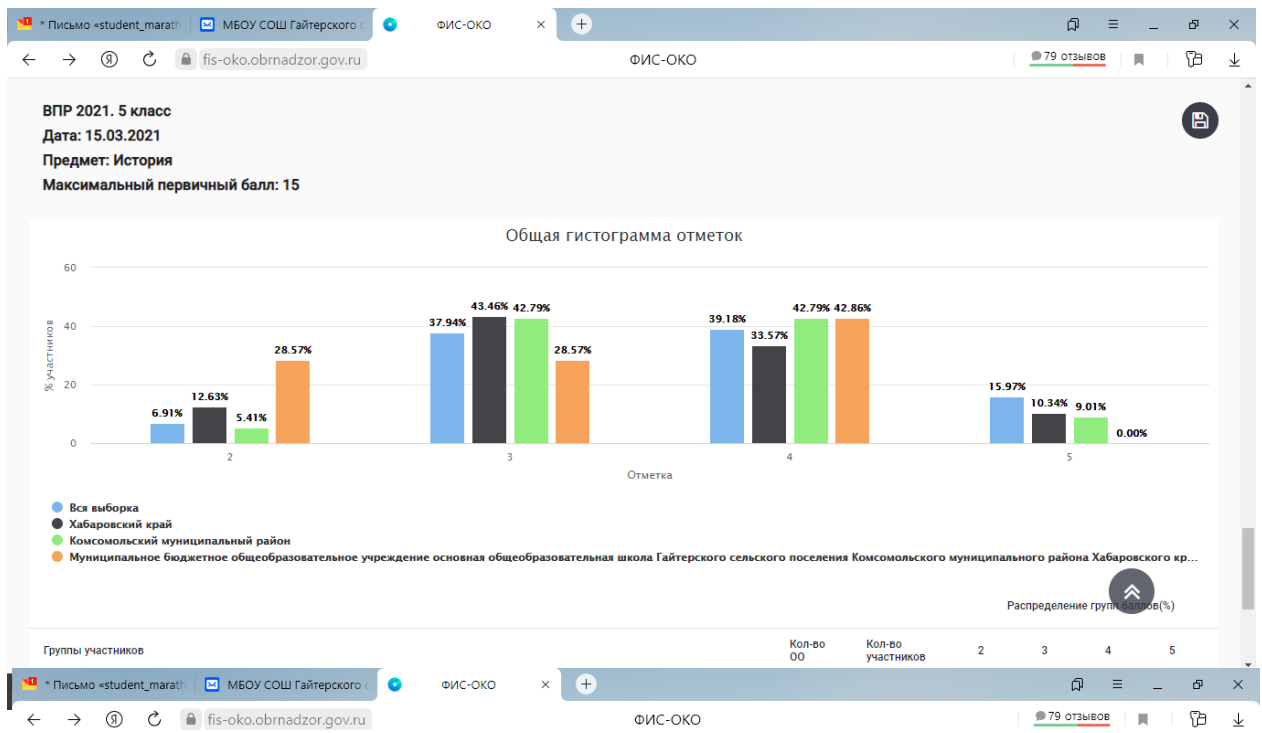 * Письмо «student_marath
МБОУ СОШ Гайтерского с
ФИС-ОКО
fis-oko.obrnadzor.gov.ru
ФИС-ОКО
79 отзывов
ВПР 2021. 5 класс
Дата: 15.03.2021
Предмет: История
Максимальный первичный балл: 15
Общая гистограмма отметок
% участников
60
40
20
0
6.91% 12.63% 5.41% 28.57%
37.94% 43.46% 42.79% 28.57%
39.18% 33.57% 42.79% 42.86%
15.97% 10.34% 9.01% 0.00%
2 3 4 5
Отметка
Вся выборка
Хабаровский край
Комсомольский муниципальный район
Муниципальное бюджетное общеобразовательное учреждение основная общеобразовательная школа Гайтерского сельского поселения Комсомольского муниципального района Хабаровского кр...
Распределение групп баллов(%)
Группы участников
Кол-во ОО
Кол-во участников
2 3 4 5
* Письмо «student_marath
МБОУ СОШ Гайтерского с
ФИС-ОКО
fis-oko.obrnadzor.gov.ru
ФИС-ОКО
79 отзывов